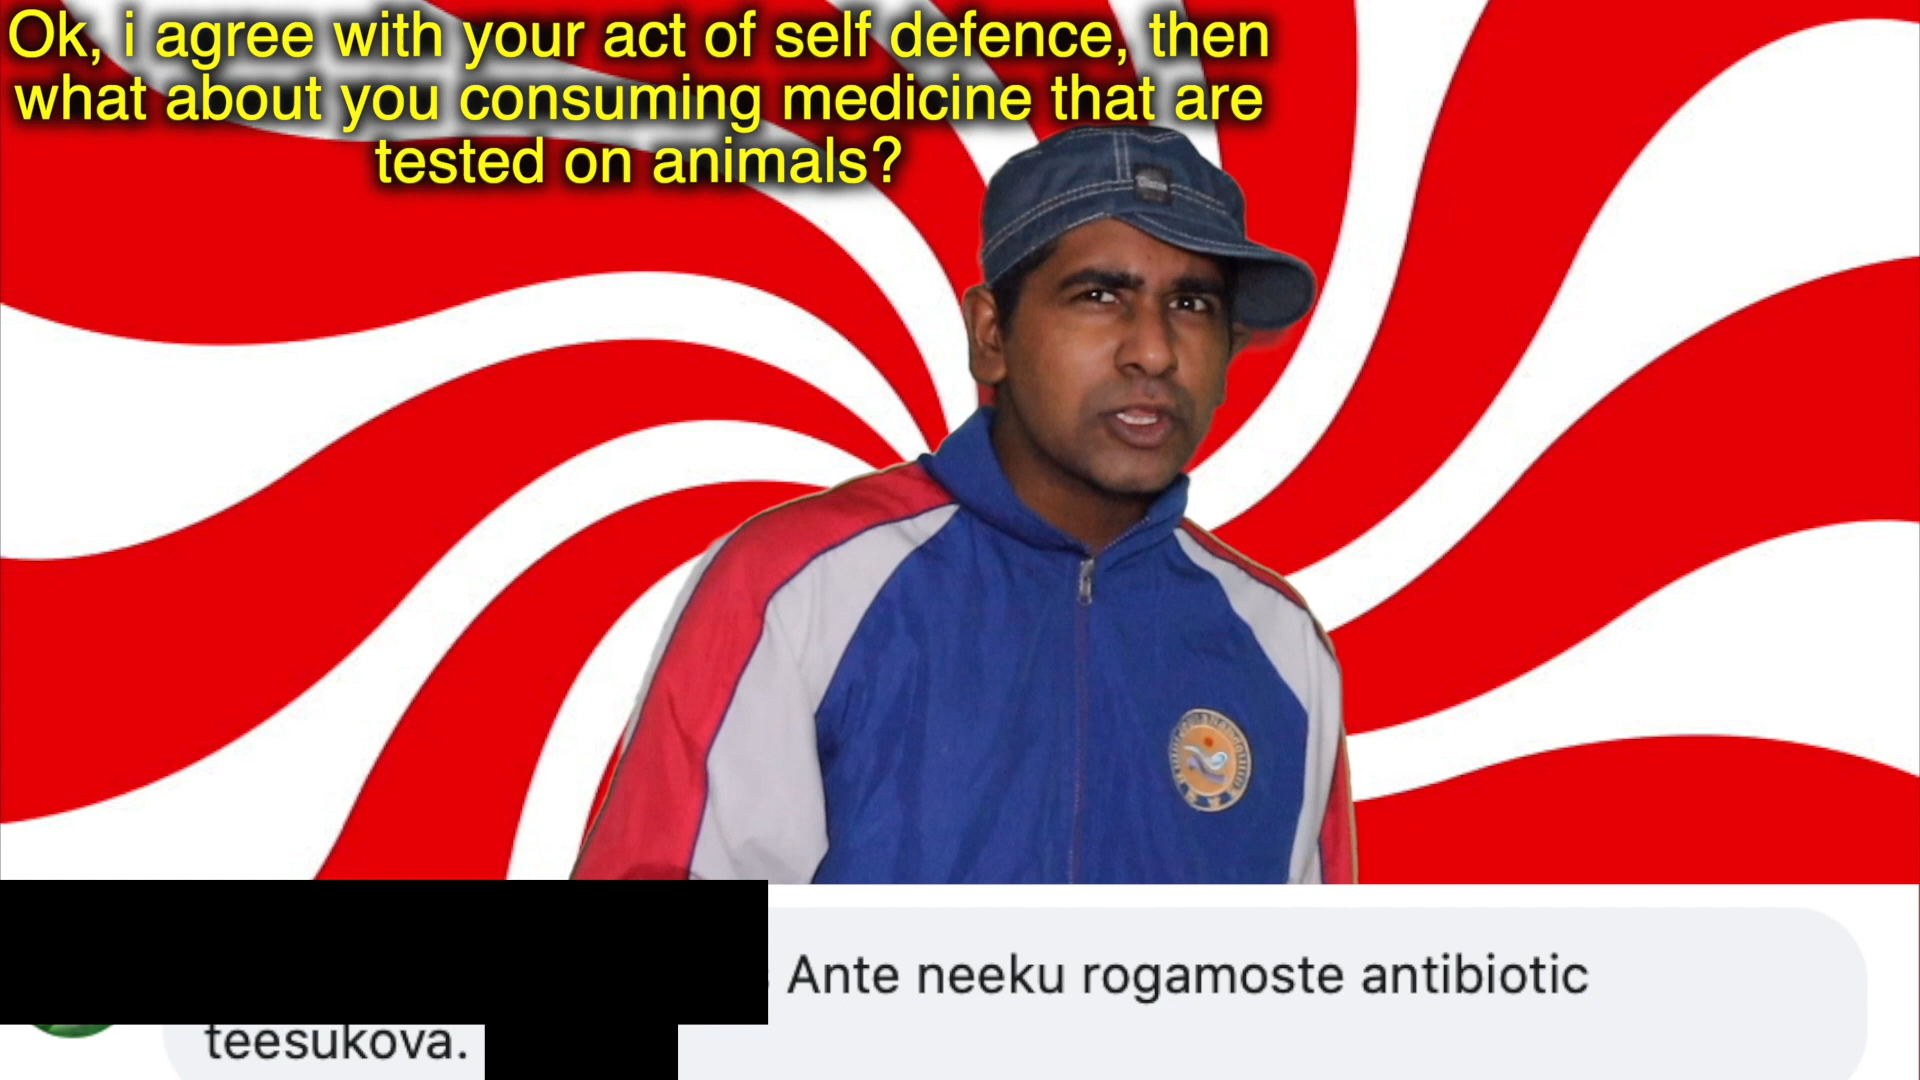 Ok, i agree with your act of self defence, then
what about you consuming medicine that are
tested on animals?
Ante neeku rogamoste antibiotic
teesukova.